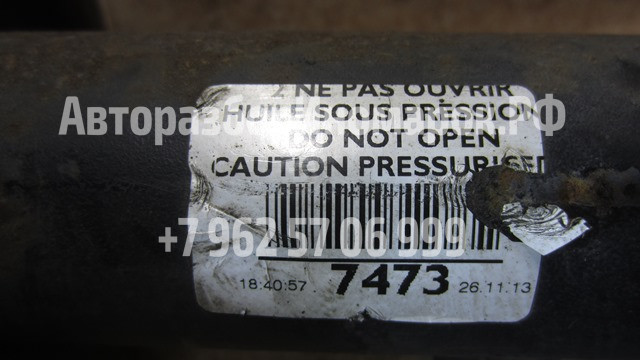 NE PAS OUVRIR
HUILE SOUS PRESSION
DO NOT OPEN
CAUTION PRESSURISED
+7 962 57 06 999
18:40:57 7473 26.11.13